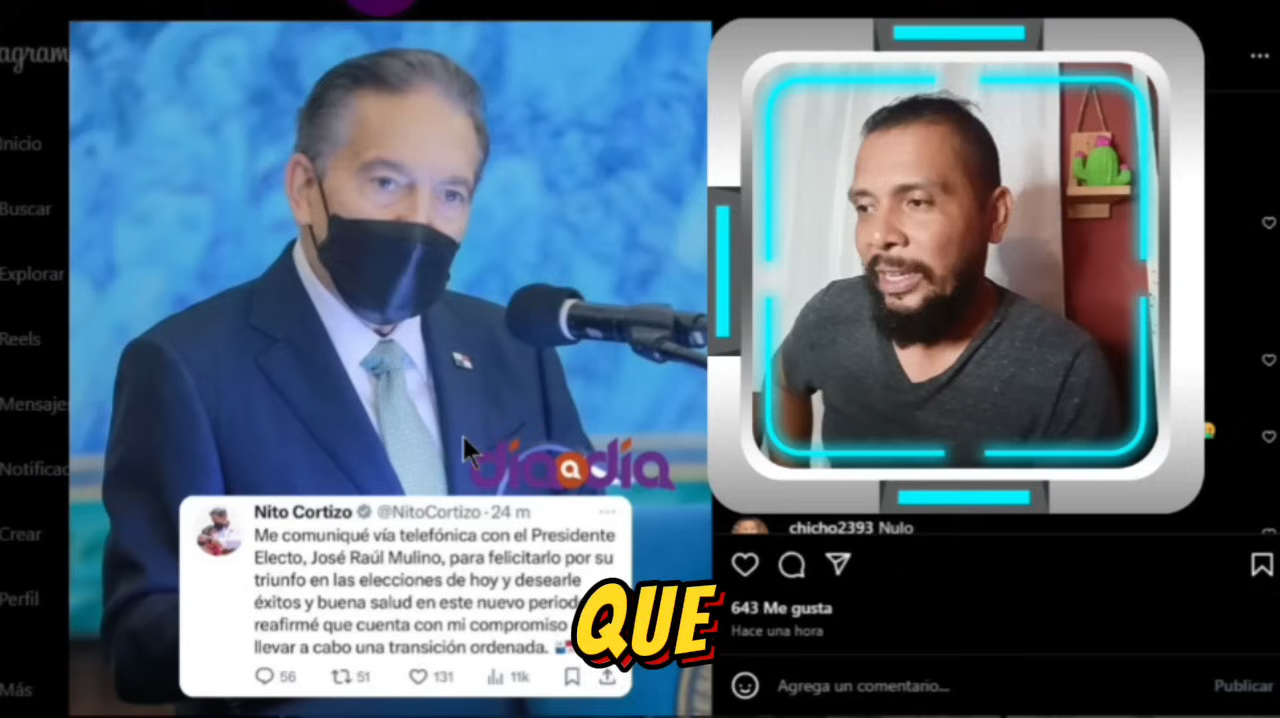 agram
Inicio
Buscar
Explorar
Reels
Mensaje
Notificac
Crear
Perfil
Más
diaadía
Nito Cortizo @NitoCortizo · 24 m
Me comuniqué vía telefónica con el Presidente
Electo, José Raúl Mulino, para felicitarlo por su
triunfo en las elecciones de hoy y desearle
éxitos y buena salud en este nuevo period
reafirmé que cuenta con mi compromiso
llevar a cabo una transición ordenada.
56 51 131 11k
QUE
chicho2393 Nulo
643 Me gusta
Hace una hora
Agrega un comentario...
Publicar